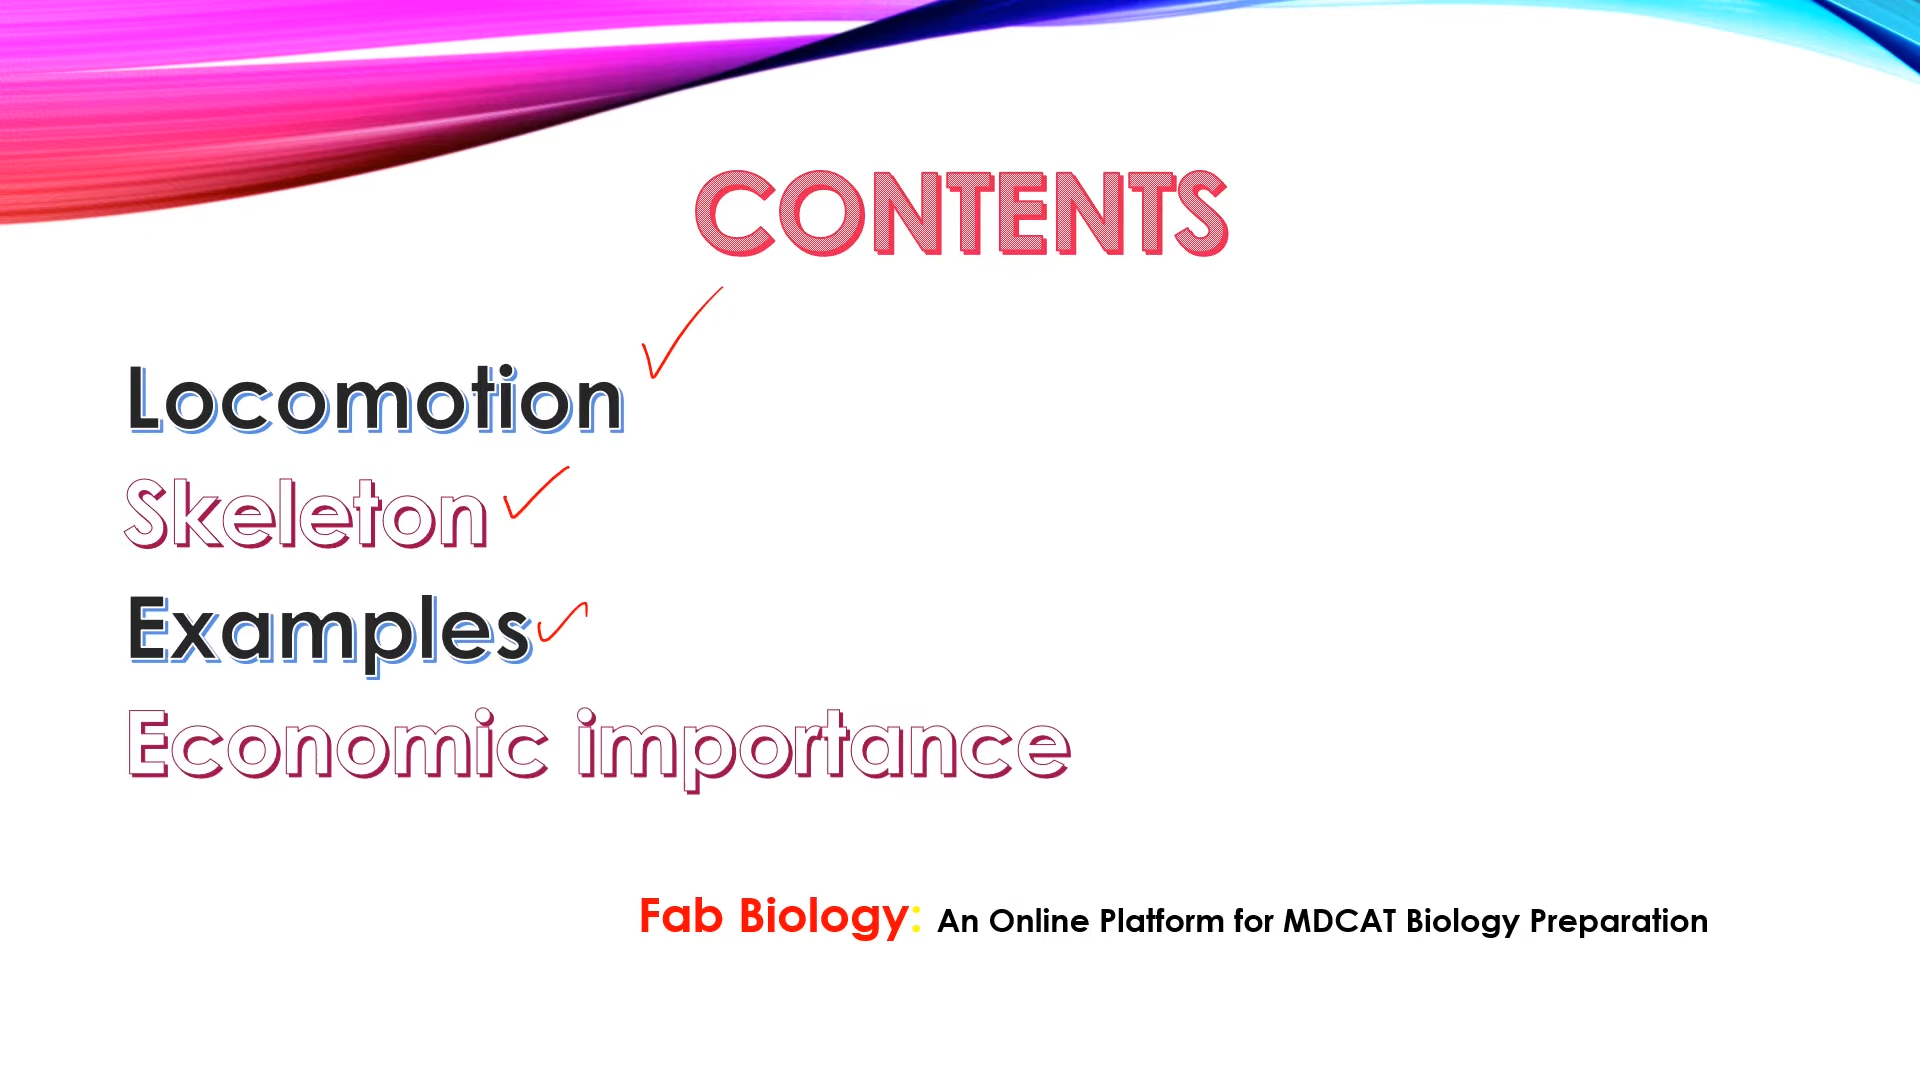 CONTENTS
Locomotion
Skeleton
Examples
Economic importance
Fab Biology: An Online Platform for MDCAT Biology Preparation